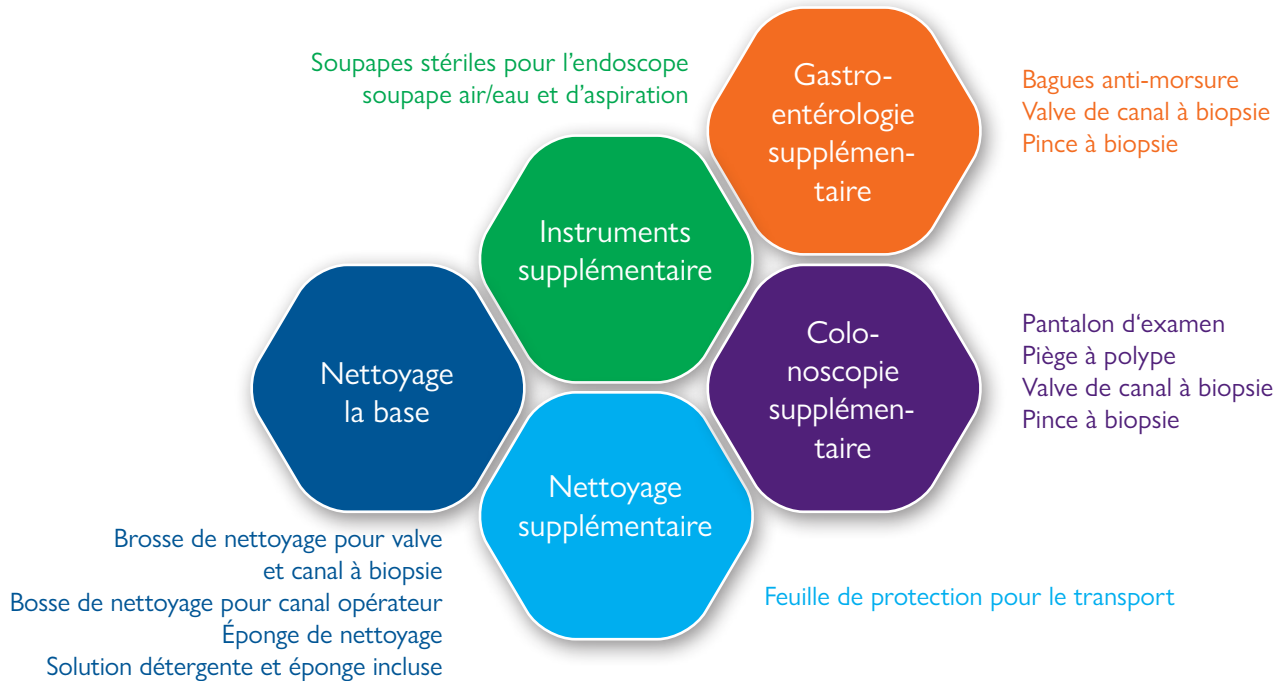 Soupapes stériles pour l’endoscope
soupape air/eau et d’aspiration
Gastro-
entérologie
supplémen-
taire
Bagues anti-morsure
Valve de canal à biopsie
Pince à biopsie
Instruments
supplémentaire
Nettoyage
la base
Colo-
noscopie
supplémen-
taire
Pantalon d‘examen
Piège à polype
Valve de canal à biopsie
Pince à biopsie
Nettoyage
supplémentaire
Brosse de nettoyage pour valve
et canal à biopsie
Bosse de nettoyage pour canal opérateur
Éponge de nettoyage
Solution détergente et éponge incluse
Feuille de protection pour le transport